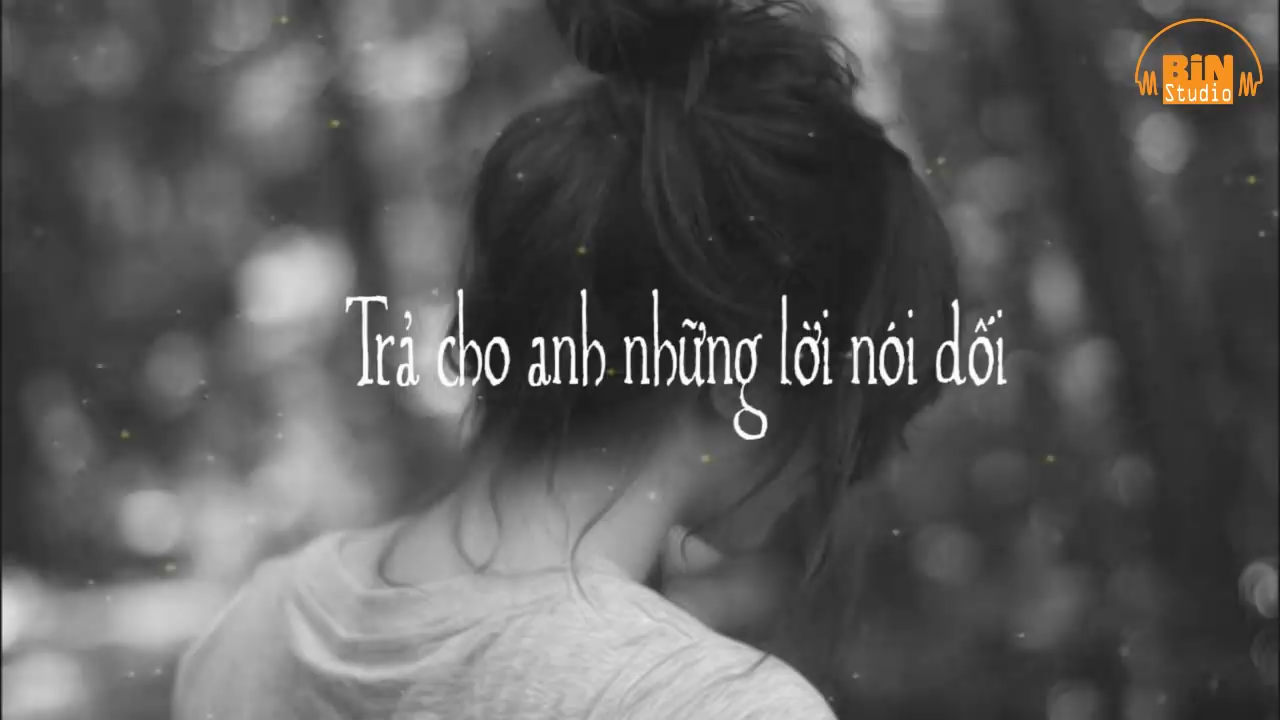 BiN
Studio
Trả cho anh những lời nói dối